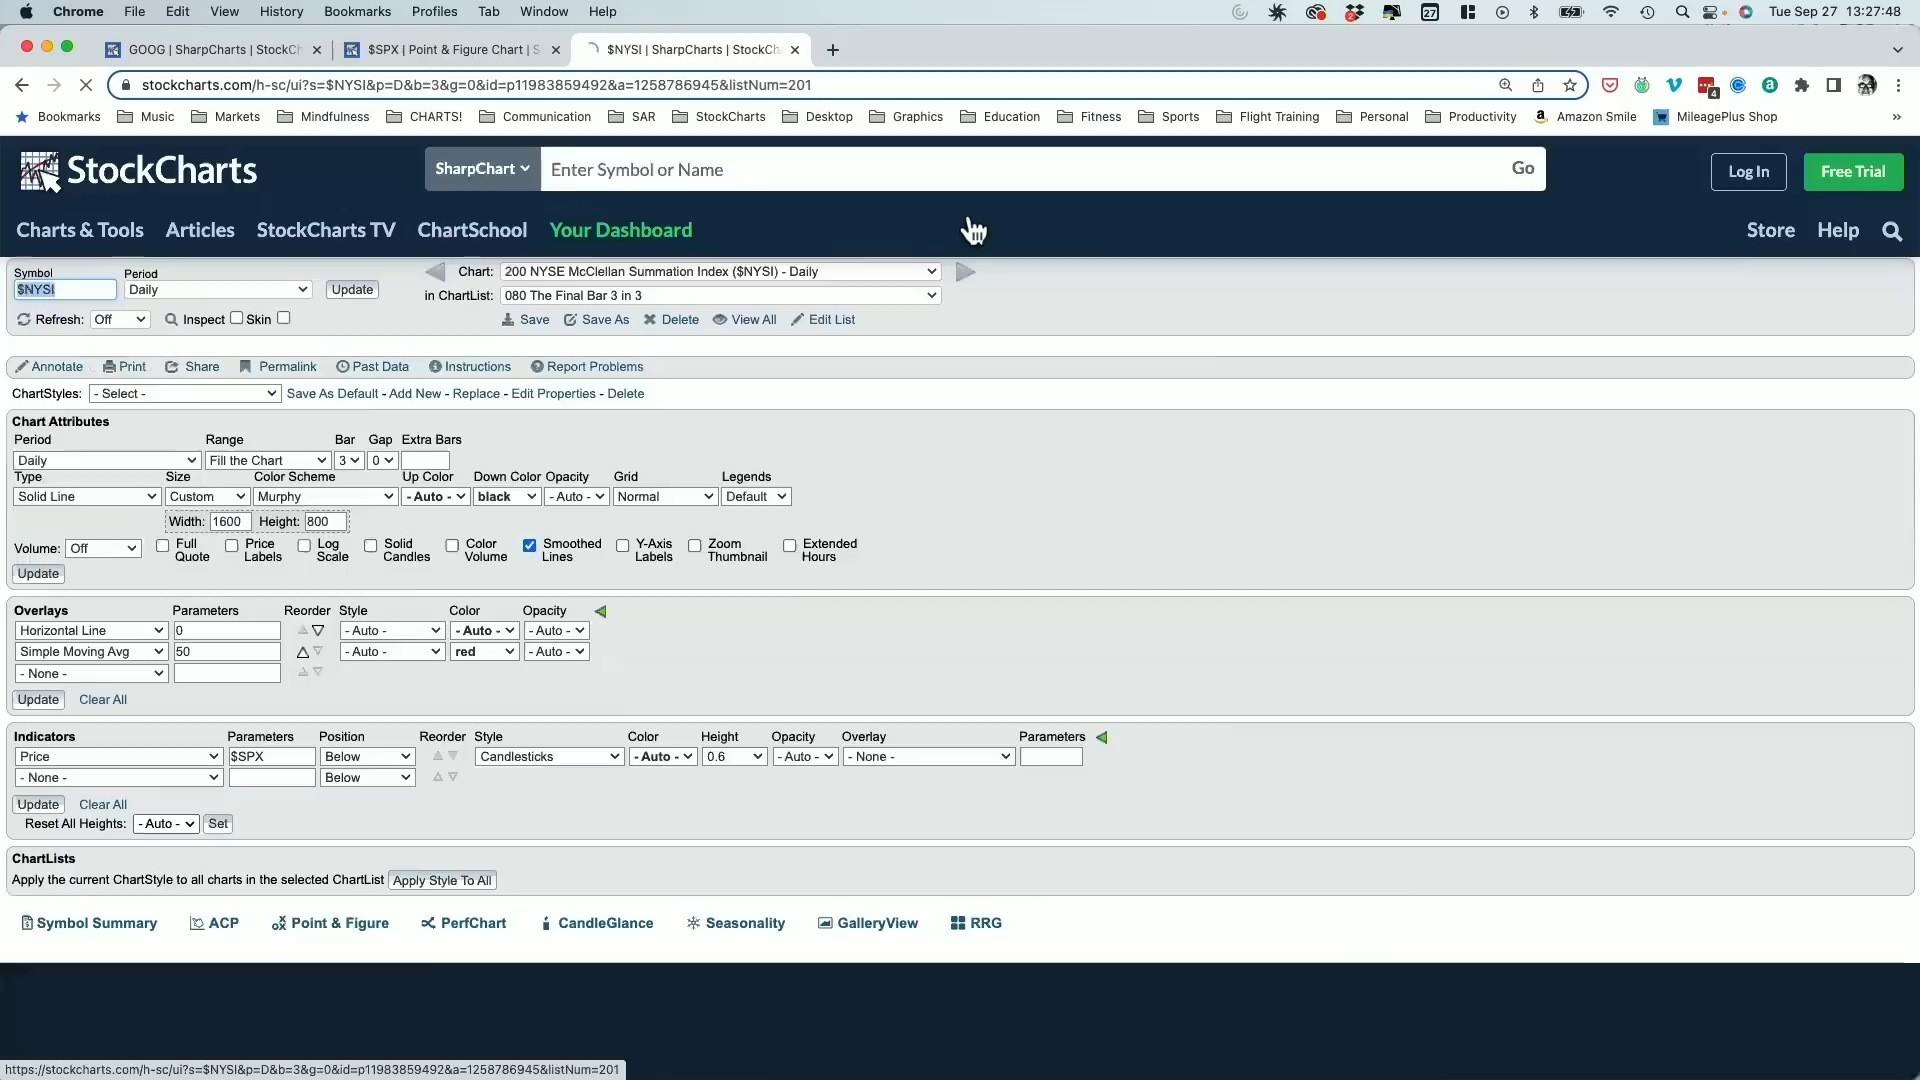 Chrome File Edit View History Bookmarks Profiles Tab Window Help 2 27 Tue Sep 27 13:27:48
GOOG | SharpCharts | StockCh $SPX | Point & Figure Chart | S $NYSI | SharpCharts | StockCha
stockcharts.com/h-sc/ui?s=$NYSI&p=D&b=3&g=0&id=p11983859492&a=1258786945&listNum=201 4
Bookmarks Music Markets Mindfulness CHARTS! Communication SAR StockCharts Desktop Graphics Education Fitness Sports Flight Training Personal Productivity Amazon Smile MileagePlus Shop »
StockCharts SharpChart Enter Symbol or Name Go Log In Free Trial
Charts & Tools Articles StockCharts TV ChartSchool Your Dashboard Store Help
Symbol Period Chart: 200 NYSE McClellan Summation Index ($NYSI) - Daily
$NYSI Daily Update in ChartList: 080 The Final Bar 3 in 3
Refresh: Off Inspect Skin Save Save As Delete View All Edit List
Annotate Print Share Permalink Past Data Instructions Report Problems
ChartStyles: - Select - Save As Default - Add New - Replace - Edit Properties - Delete
Chart Attributes
Period Range Bar Gap Extra Bars
Daily Fill the Chart 3 0
Type Size Color Scheme Up Color Down Color Opacity Grid Legends
Solid Line Custom Murphy - Auto - black - Auto - Normal Default
Width: 1600 Height: 800
Volume: Off Full Quote Price Labels Log Scale Solid Candles Color Volume Smoothed Lines Y-Axis Labels Zoom Thumbnail Extended Hours
Update
Overlays Parameters Reorder Style Color Opacity
Horizontal Line 0 - Auto - - Auto - - Auto -
Simple Moving Avg 50 - Auto - red - Auto -
- None -
Update Clear All
Indicators Parameters Position Reorder Style Color Height Opacity Overlay Parameters
Price $SPX Below Candlesticks - Auto - 0.6 - Auto - - None -
- None - Below
Update Clear All
Reset All Heights: - Auto - Set
ChartLists
Apply the current ChartStyle to all charts in the selected ChartList Apply Style To All
Symbol Summary ACP Point & Figure PerfChart CandleGlance Seasonality GalleryView RRG
https://stockcharts.com/h-sc/ui?s=$NYSI&p=D&b=3&g=0&id=p11983859492&a=1258786945&listNum=201